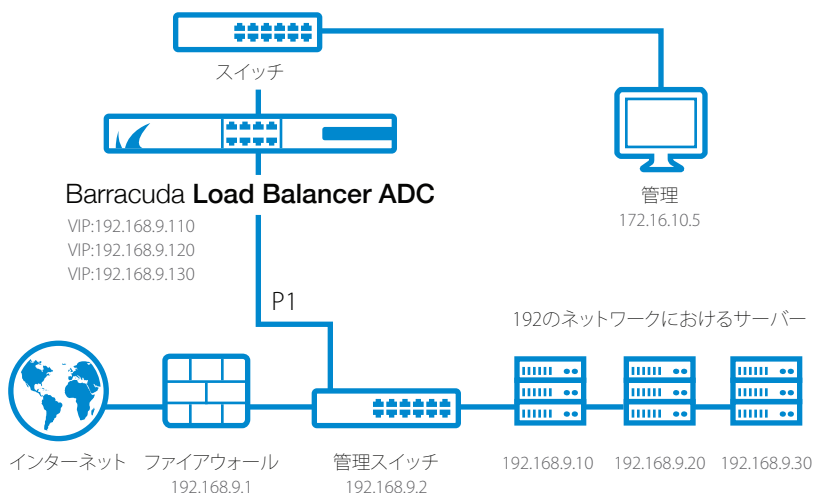 スイッチ
Barracuda Load Balancer ADC
VIP:192.168.9.110
VIP:192.168.9.120
VIP:192.168.9.130
管理
172.16.10.5
P1
192のネットワークにおけるサーバー
インターネット
ファイアウォール
192.168.9.1
管理スイッチ
192.168.9.2
192.168.9.10
192.168.9.20
192.168.9.30